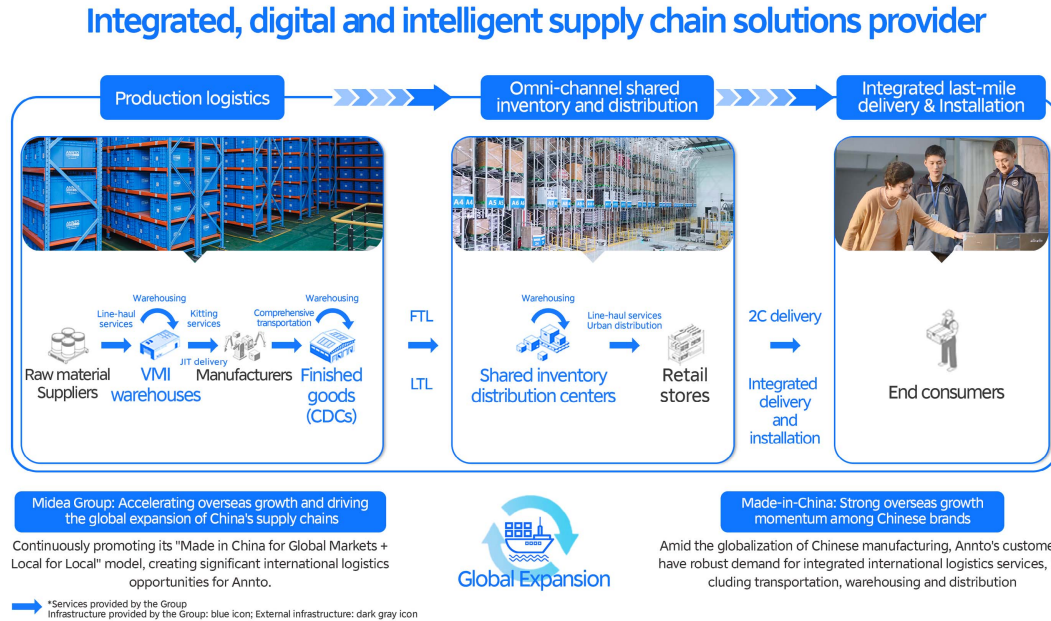 Integrated, digital and intelligent supply chain solutions provider
Production logistics
Omni-channel shared
inventory and distribution
Integrated last-mile
delivery & Installation
A4 A4 A5 A5
Warehousing
Line-haul
services
Kitting
services
JIT delivery
Comprehensive
transportation
Warehousing
Raw material
Suppliers
VMI
warehouses
Manufacturers
Finished
goods
(CDCs)
FTL
LTL
Warehousing
Line-haul services
Urban distribution
Shared inventory
distribution centers
Retail
stores
2C delivery
Integrated
delivery
and
installation
End consumers
Midea Group: Accelerating overseas growth and driving
the global expansion of China's supply chains
Continuously promoting its "Made in China for Global Markets +
Local for Local" model, creating significant international logistics
opportunities for Annto.
Global Expansion
Made-in-China: Strong overseas growth
momentum among Chinese brands
Amid the globalization of Chinese manufacturing, Annto's custome
have robust demand for integrated international logistics services,
cluding transportation, warehousing and distribution
*Services provided by the Group
Infrastructure provided by the Group: blue icon; External infrastructure: dark gray icon